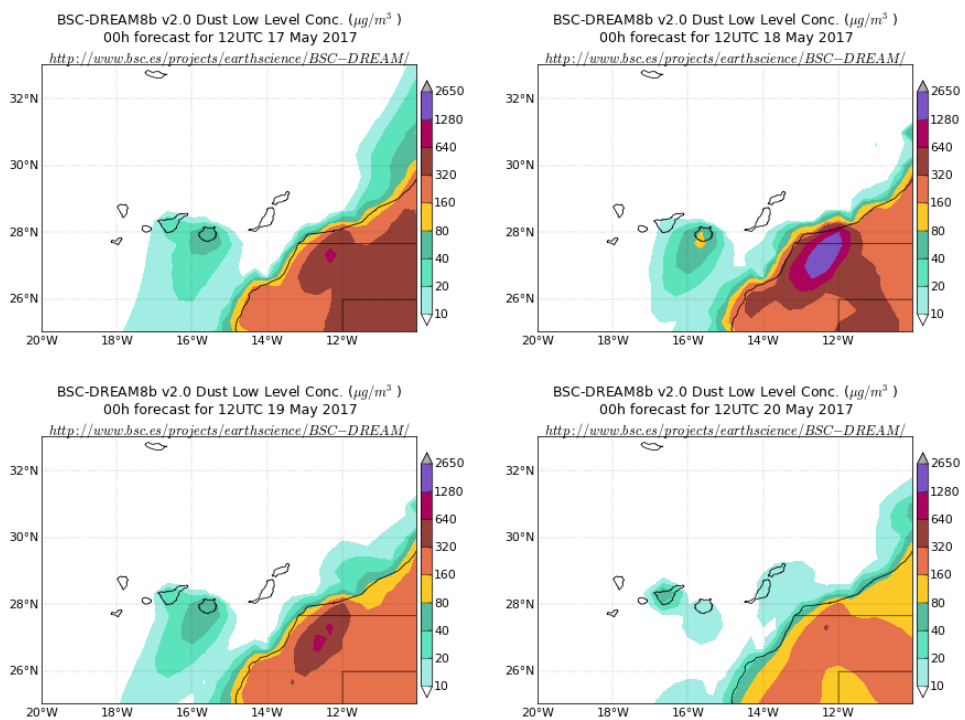 BSC-DREAM8b v2.0 Dust Low Level Conc. (μg/m³ )
00h forecast for 12UTC 17 May 2017
http://www.bsc.es/projects/earthscience/BSC−DREAM/
32°N
30°N
28°N
26°N
20°W
18°W
16°W
14°W
12°W
2650
1280
640
320
160
80
40
20
10
BSC-DREAM8b v2.0 Dust Low Level Conc. (μg/m³ )
00h forecast for 12UTC 18 May 2017
http://www.bsc.es/projects/earthscience/BSC−DREAM/
32°N
30°N
28°N
26°N
20°W
18°W
16°W
14°W
12°W
2650
1280
640
320
160
80
40
20
10
BSC-DREAM8b v2.0 Dust Low Level Conc. (μg/m³ )
00h forecast for 12UTC 19 May 2017
http://www.bsc.es/projects/earthscience/BSC−DREAM/
32°N
30°N
28°N
26°N
20°W
18°W
16°W
14°W
12°W
2650
1280
640
320
160
80
40
20
10
BSC-DREAM8b v2.0 Dust Low Level Conc. (μg/m³ )
00h forecast for 12UTC 20 May 2017
http://www.bsc.es/projects/earthscience/BSC−DREAM/
32°N
30°N
28°N
26°N
20°W
18°W
16°W
14°W
12°W
2650
1280
640
320
160
80
40
20
10